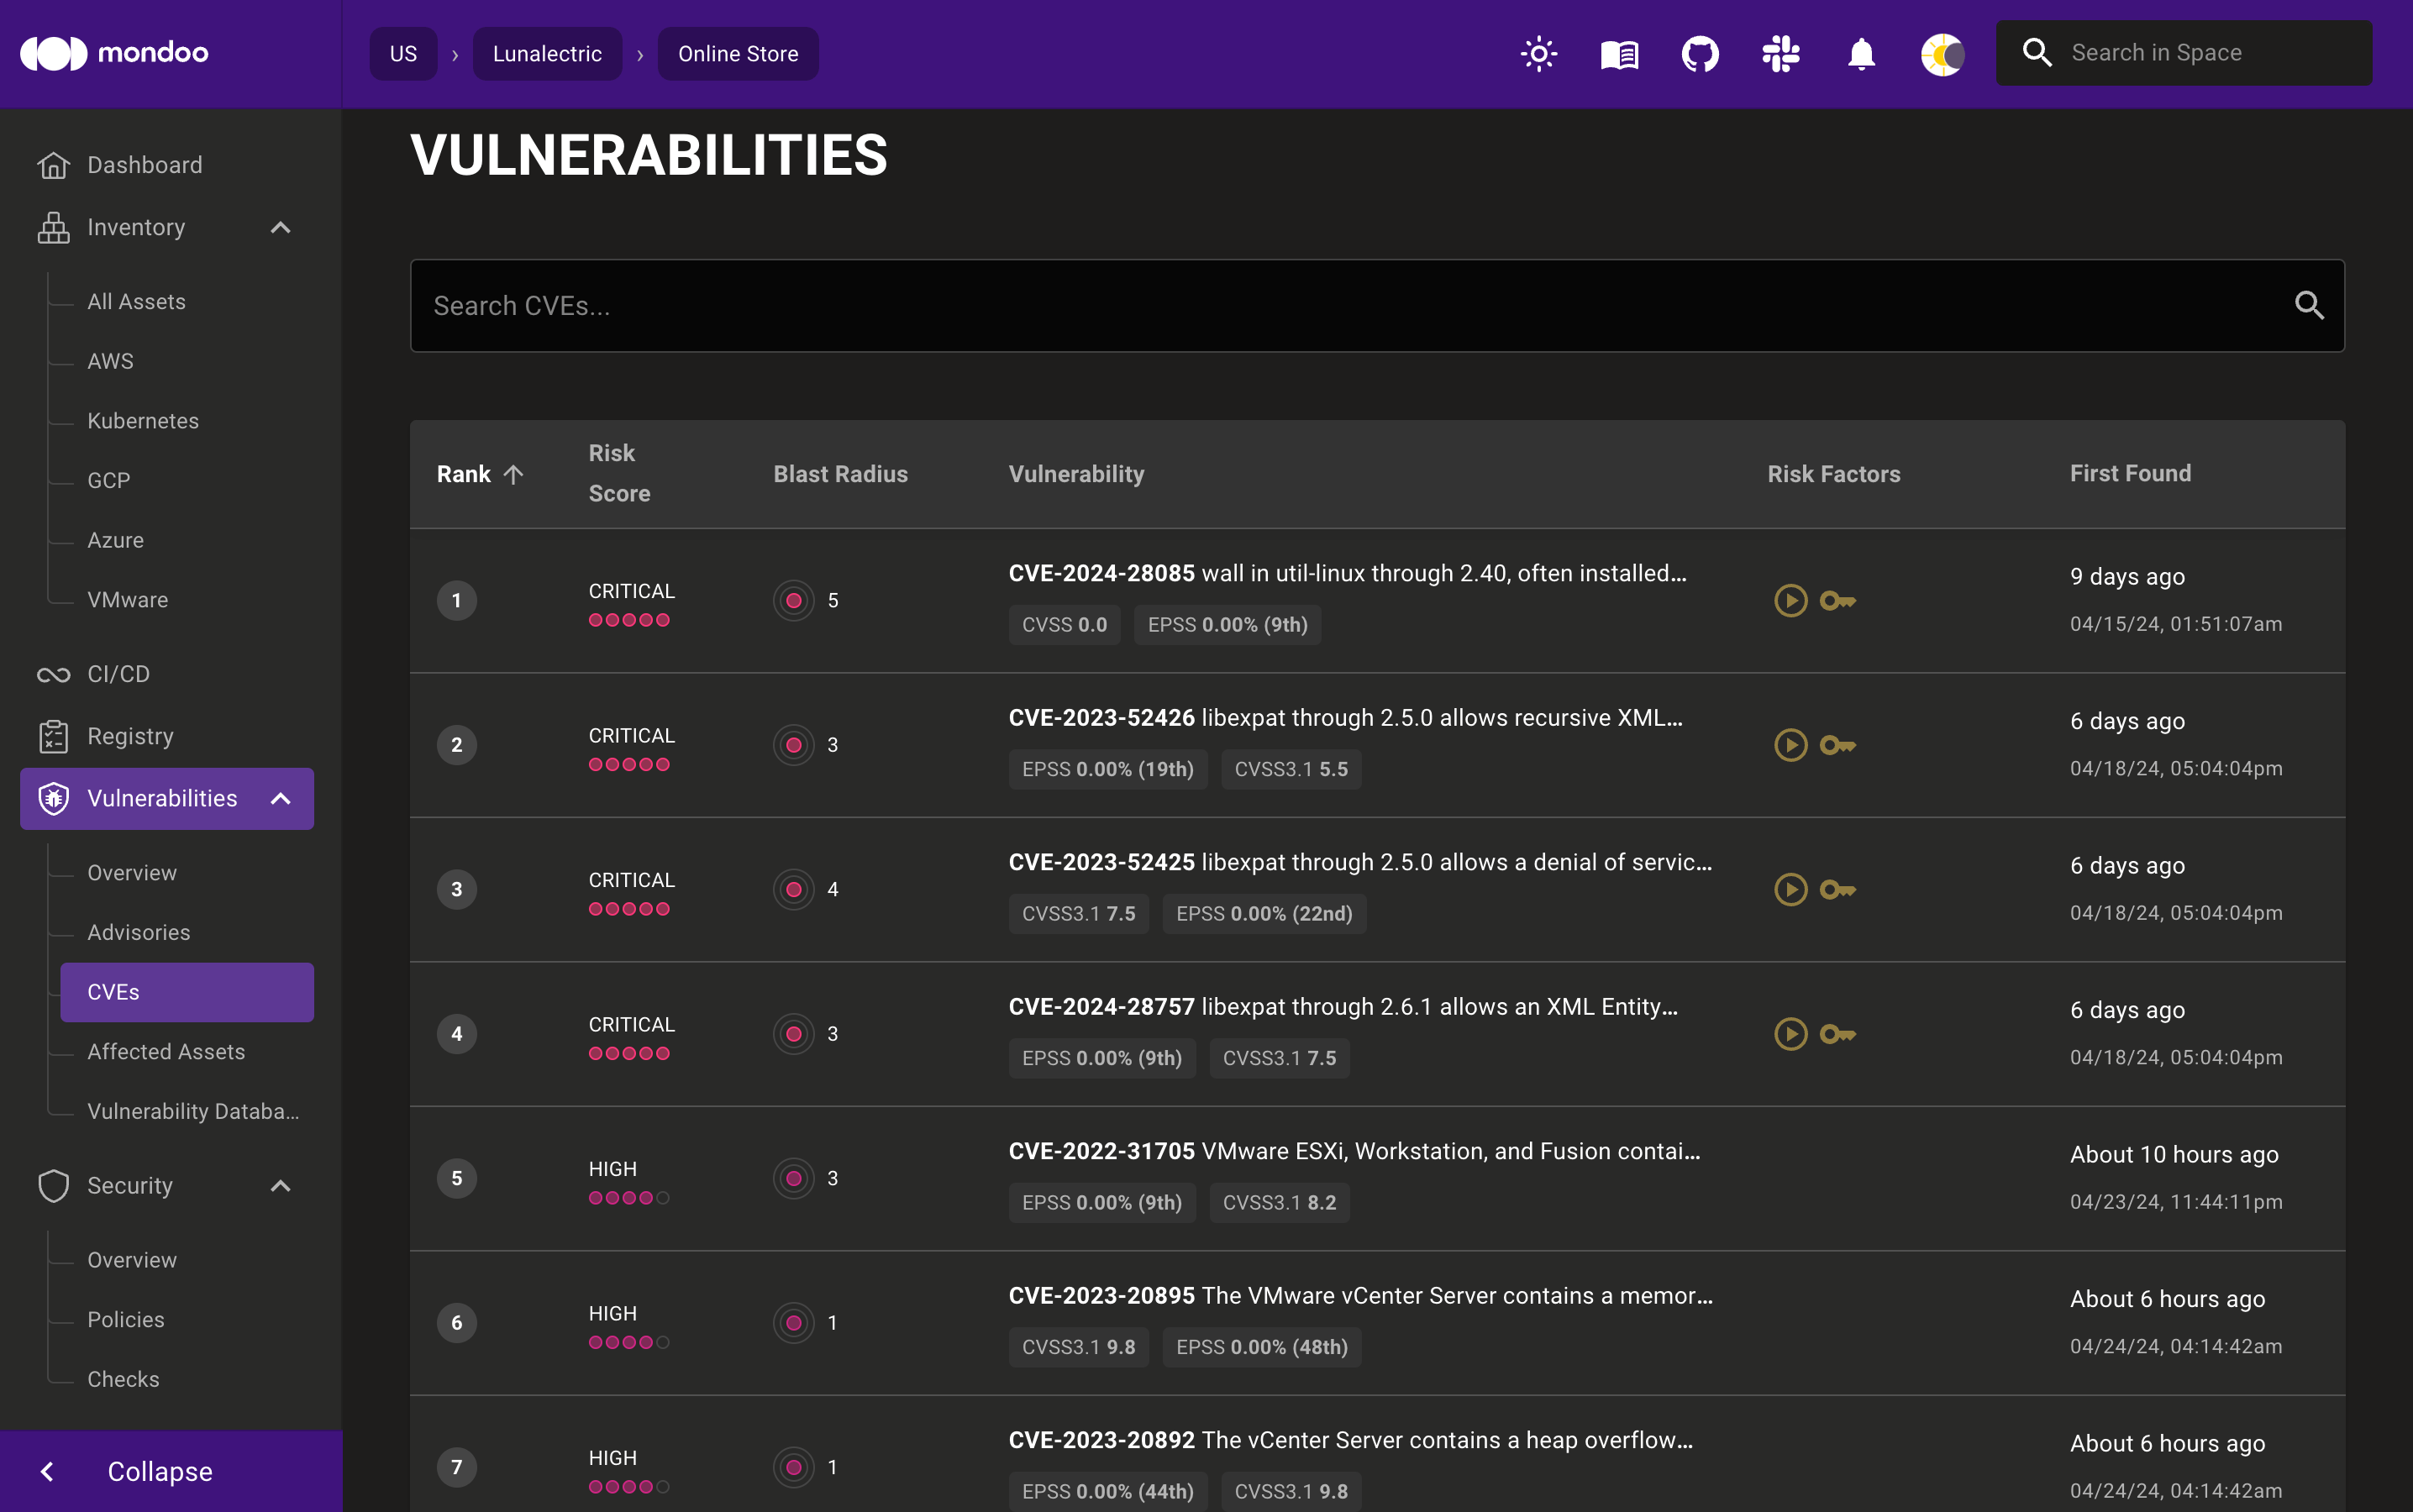 mondoo
US › Lunalectric › Online Store
Search in Space
Dashboard
Inventory
All Assets
AWS
Kubernetes
GCP
Azure
VMware
CI/CD
Registry
Vulnerabilities
Overview
Advisories
CVEs
Affected Assets
Vulnerability Databa...
Security
Overview
Policies
Checks
Collapse
VULNERABILITIES
Search CVEs...
Rank Risk Score Blast Radius Vulnerability Risk Factors First Found
1 CRITICAL 5 CVE-2024-28085 wall in util-linux through 2.40, often installed... 9 days ago
CVSS 0.0 EPSS 0.00% (9th) 04/15/24, 01:51:07am
2 CRITICAL 3 CVE-2023-52426 libexpat through 2.5.0 allows recursive XML... 6 days ago
EPSS 0.00% (19th) CVSS3.1 5.5 04/18/24, 05:04:04pm
3 CRITICAL 4 CVE-2023-52425 libexpat through 2.5.0 allows a denial of servic... 6 days ago
CVSS3.1 7.5 EPSS 0.00% (22nd) 04/18/24, 05:04:04pm
4 CRITICAL 3 CVE-2024-28757 libexpat through 2.6.1 allows an XML Entity... 6 days ago
EPSS 0.00% (9th) CVSS3.1 7.5 04/18/24, 05:04:04pm
5 HIGH 3 CVE-2022-31705 VMware ESXi, Workstation, and Fusion contai... About 10 hours ago
EPSS 0.00% (9th) CVSS3.1 8.2 04/23/24, 11:44:11pm
6 HIGH 1 CVE-2023-20895 The VMware vCenter Server contains a memor... About 6 hours ago
CVSS3.1 9.8 EPSS 0.00% (48th) 04/24/24, 04:14:42am
7 HIGH 1 CVE-2023-20892 The vCenter Server contains a heap overflow... About 6 hours ago
EPSS 0.00% (44th) CVSS3.1 9.8 04/24/24, 04:14:42am